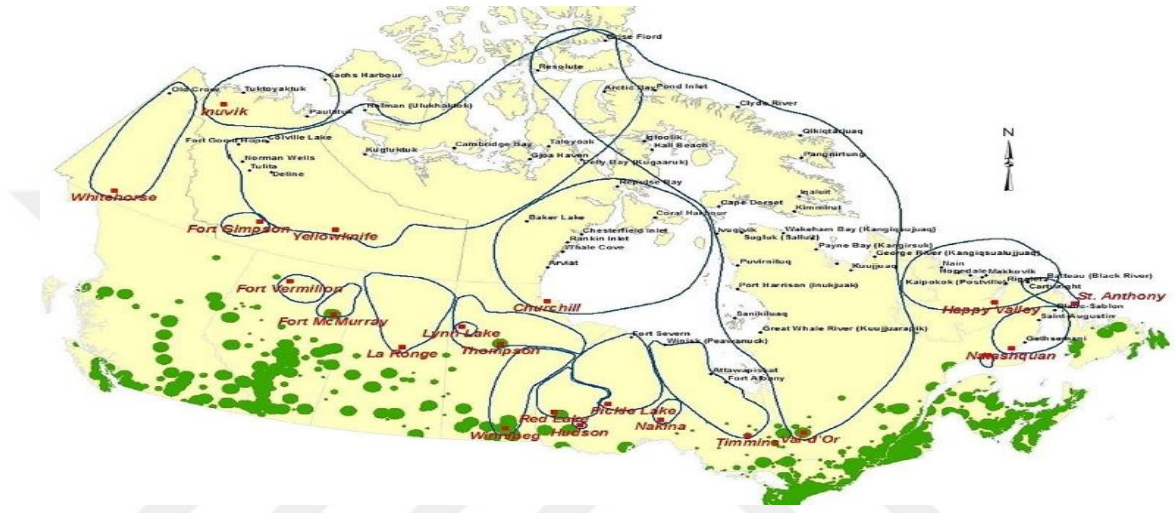 Grise Fiord
Resolute
Sachs Harbour
Old Crow
Tuktoyaktuk
Arctic Bay
Pond Inlet
Inuvik
Holman (Ulukhaktok)
Clyde River
Paulatuk
N
Colville Lake
Fort Good Hope
Igloolik
Qikiqtarjuaq
Cambridge Bay
Taloyoak
Hall Beach
Kugluktuk
Gjoa Haven
Pelly Bay (Kugaaruk)
Pangnirtung
Norman Wells
Tulita
Deline
Repulse Bay
Whitehorse
Iqaluit
Cape Dorset
Kimmirut
Baker Lake
Coral Harbour
Fort Simpson
Yellowknife
Chesterfield Inlet
Ivugivik
Wakeham Bay (Kangiqsujuaq)
Rankin Inlet
Sugluk (Salluit)
Whale Cove
Payne Bay (Kangirsuk)
George River (Kangiqsualujjuaq)
Arviat
Puvirnituq
Kuujjuaq
Nain
Hopedale
Makkovik
Batteau (Black River)
Kaipokok (Postville)
Rigolet
Cartwright
Fort Vermilion
Port Harrison (Inukjuak)
St. Anthony
Churchill
Happy Valley
Blanc-Sablon
Sanikiluaq
Saint-Augustin
Fort McMurray
Lynn Lake
Great Whale River (Kuujjuarapik)
Fort Severn
Winisk (Peawanuck)
Gethsemani
La Ronge
Thompson
Natashquan
Attawapiskat
Fort Albany
Pickle Lake
Red Lake
Nakina
Winnipeg
Hudson
Timmins
Val-d'Or